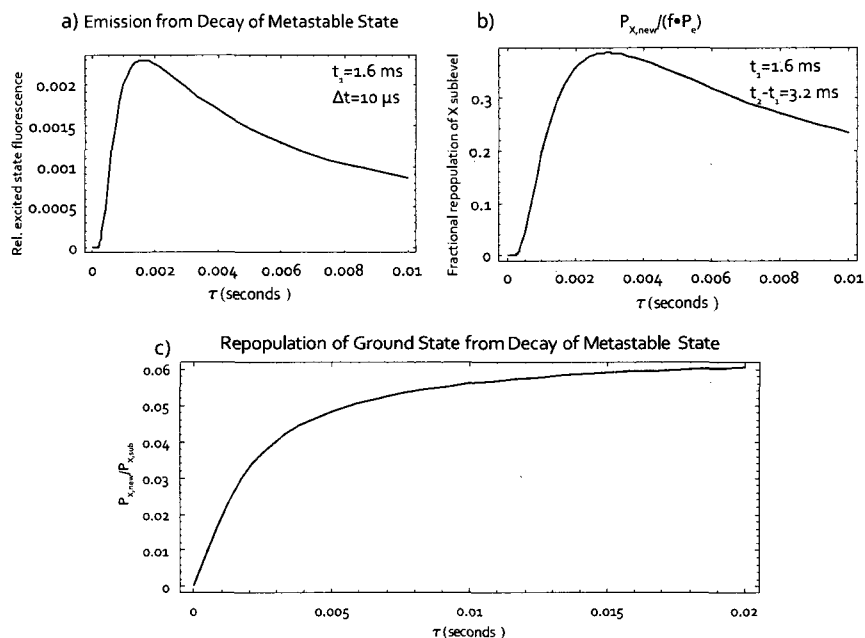 a) Emission from Decay of Metastable State
Rel. excited state fluorescence
0.002
0.0015
0.001
0.0005
0
t₁=1.6 ms
Δt=10 µs
0 0.002 0.004 0.006 0.008 0.01
τ (seconds )
b) P_X,new/(f•P_e)
Fractional repopulation of X sublevel
0.3
0.2
0.1
0
t₁=1.6 ms
t₂-t₁=3.2 ms
0 0.002 0.004 0.006 0.008 0.01
τ (seconds )
c) Repopulation of Ground State from Decay of Metastable State
P_X,new/P_X,sub
0.06
0.05
0.04
0.03
0.02
0.01
0
0 0.005 0.01 0.015 0.02
τ (seconds )